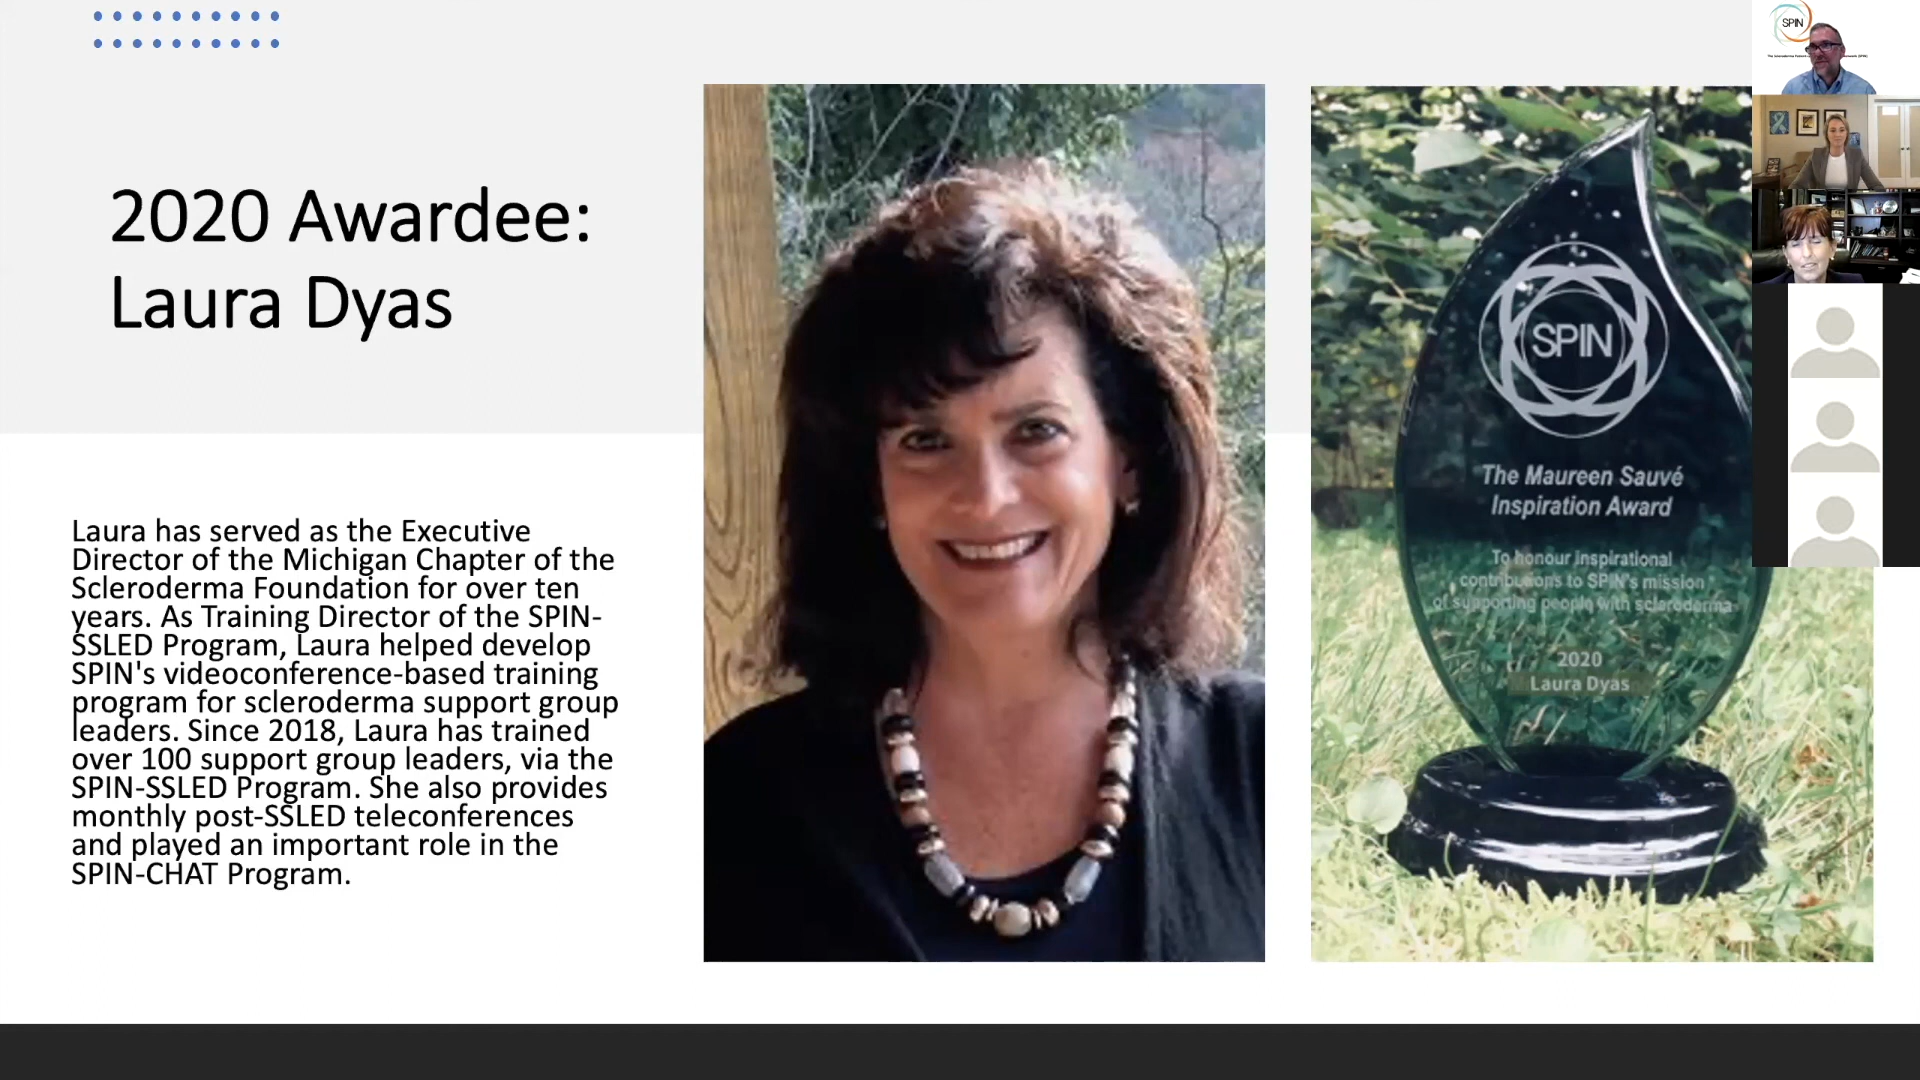 2020 Awardee:
Laura Dyas
Laura has served as the Executive
Director of the Michigan Chapter of the
Scleroderma Foundation for over ten
years. As Training Director of the SPIN-
SSLED Program, Laura helped develop
SPIN's videoconference-based training
program for scleroderma support group
leaders. Since 2018, Laura has trained
over 100 support group leaders, via the
SPIN-SSLED Program. She also provides
monthly post-SSLED teleconferences
and played an important role in the
SPIN-CHAT Program.
SPIN
The Maureen Sauvé
Inspiration Award
To honour inspirational
contributions to SPIN's mission
of supporting people with scleroderma
2020
Laura Dyas
SPIN